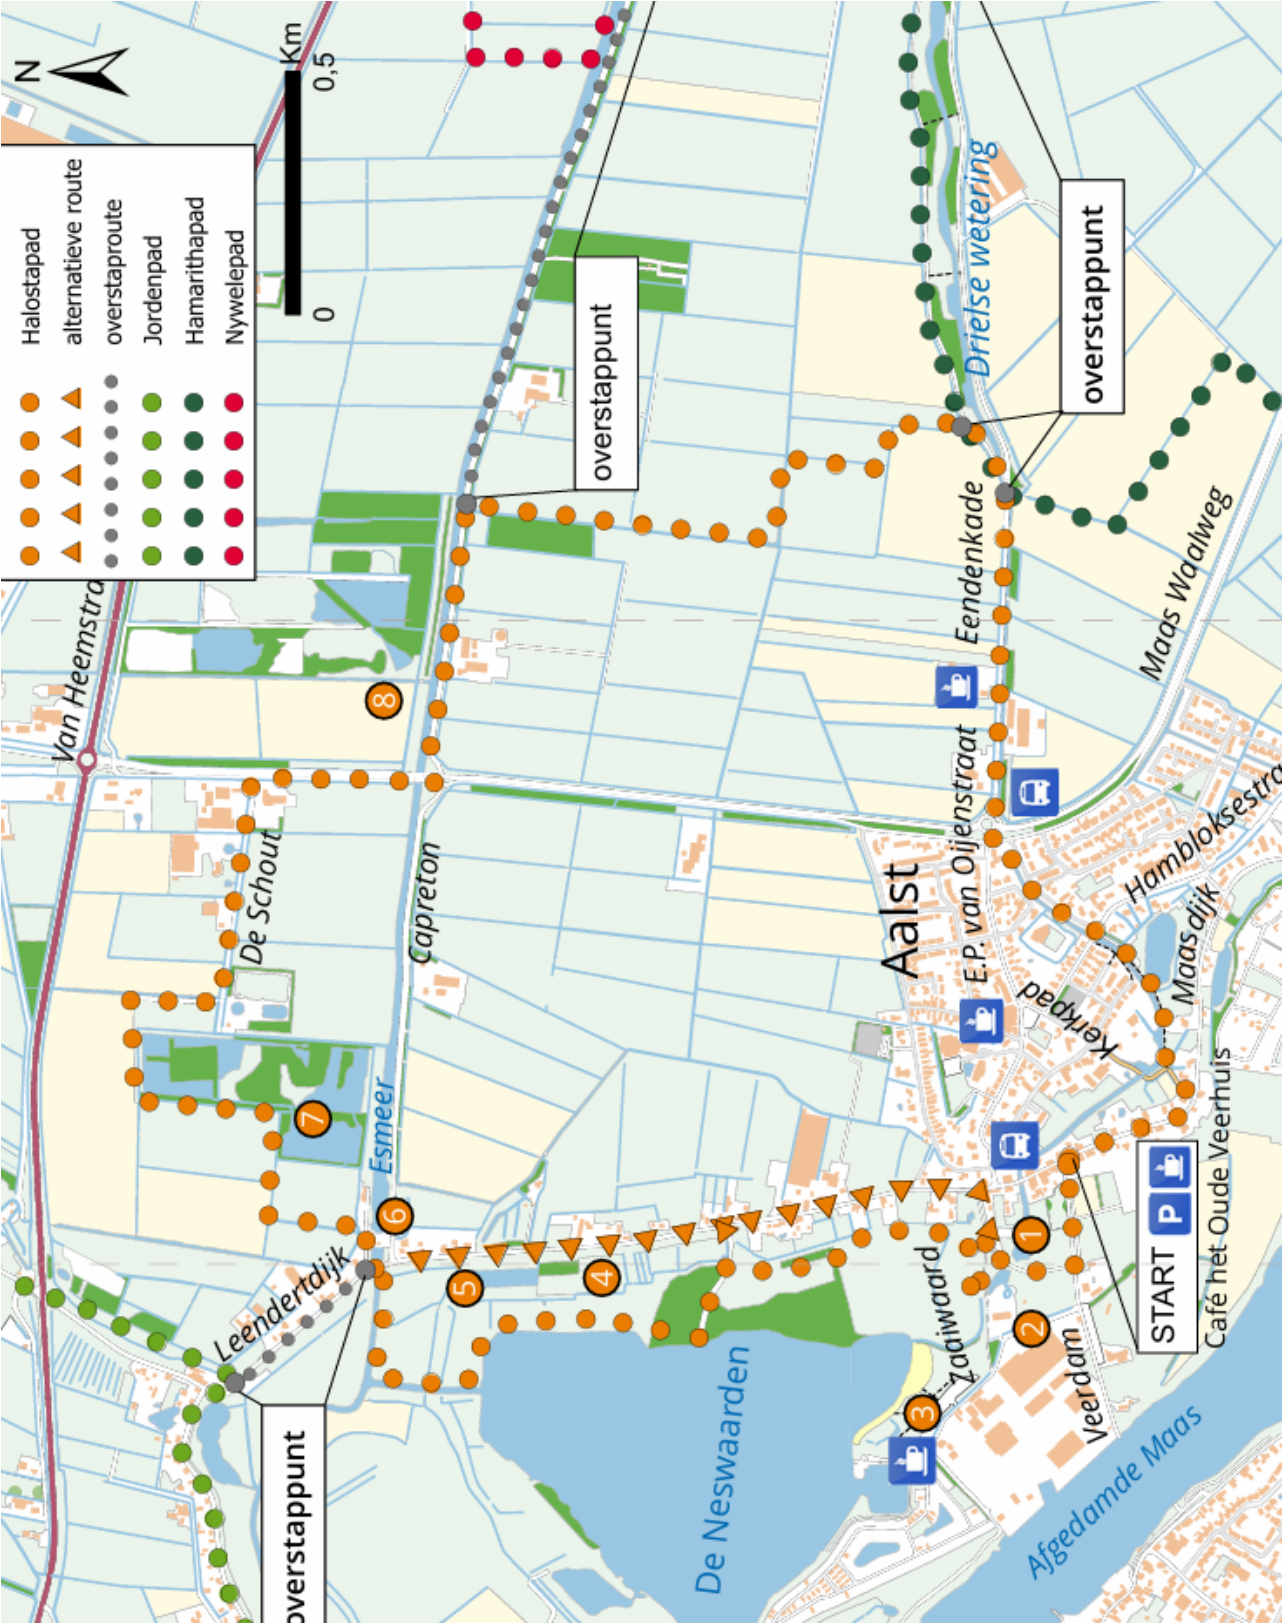 N
0
0,5
Km
Halostapad
alternatieve route
overstaproute
Jordenpad
Hamarithapad
Nywelepad
Van Heemstra
De Schout
Capreton
Esmeer
Leendertdijk
overstappunt
overstappunt
overstappunt
Drielse wetering
Eendenkade
Maas Waalweg
E.P. van Oijenstraat
Aalst
Kerkpad
Hambloksestra
Maasdijk
START P
Café het Oude Veerhuis
Zaaiwaard
Veerdam
De Neswaarden
Afgedamde Maas
1
2
3
4
5
6
7
8